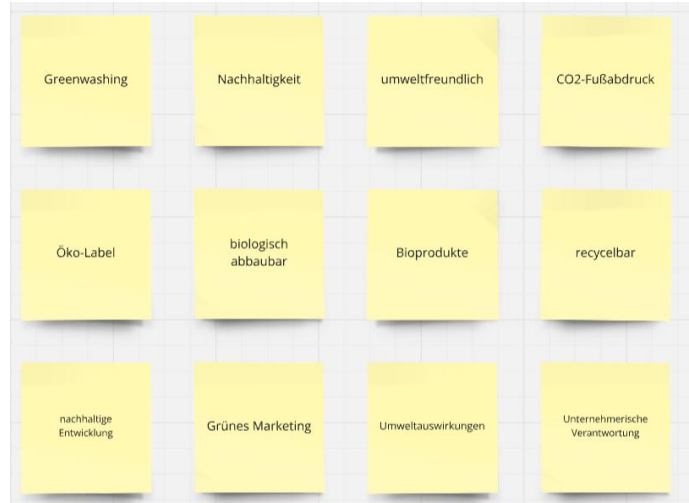 Greenwashing
Nachhaltigkeit
umweltfreundlich
CO2-Fußabdruck
Öko-Label
biologisch
abbaubar
Bioprodukte
recycelbar
nachhaltige
Entwicklung
Grünes Marketing
Umweltauswirkungen
Unternehmerische
Verantwortung